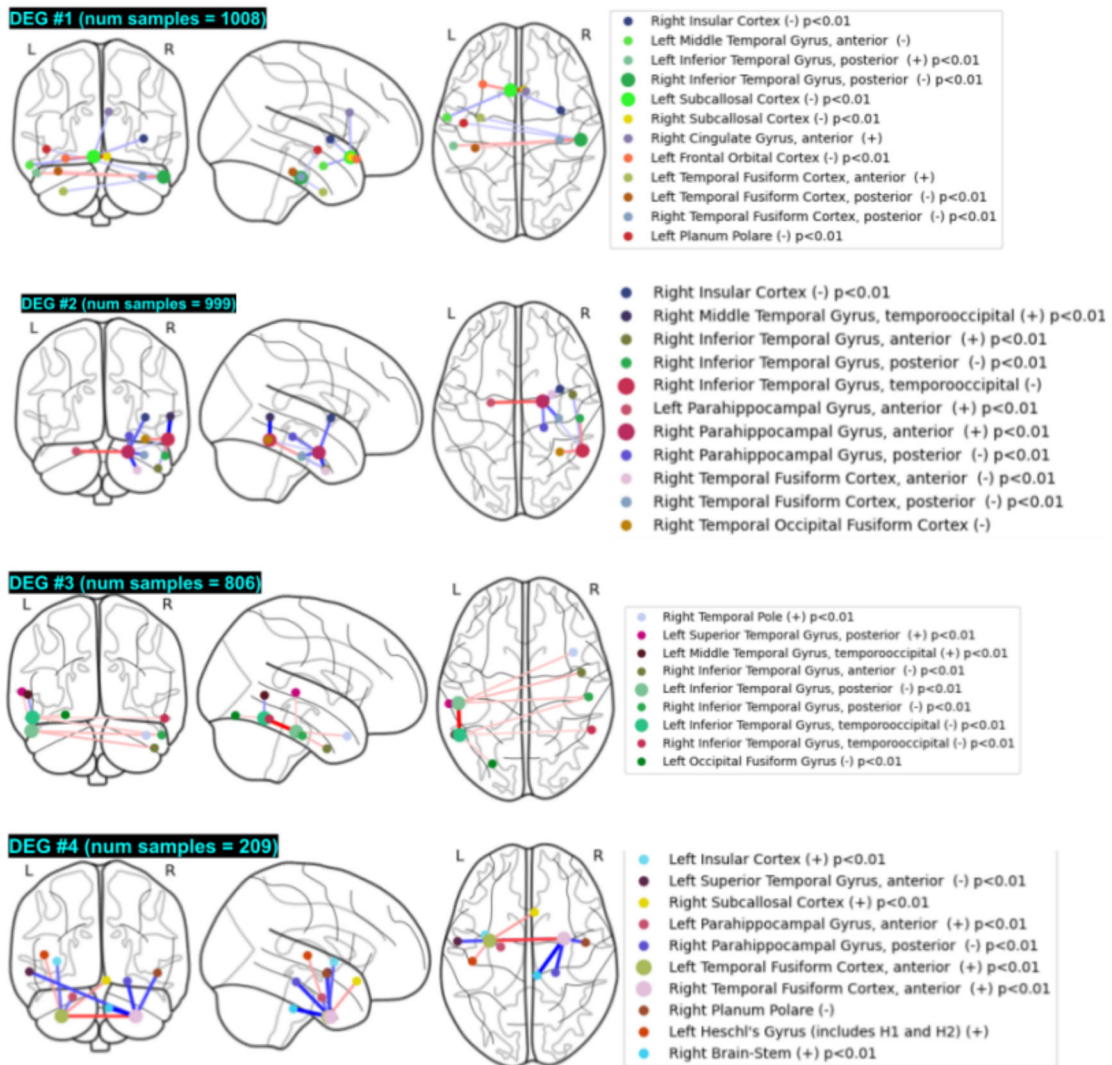 DEG #1 (num samples = 1008)
L R L R
Right Insular Cortex (-) p<0.01
Left Middle Temporal Gyrus, anterior (-)
Left Inferior Temporal Gyrus, posterior (+) p<0.01
Right Inferior Temporal Gyrus, posterior (-) p<0.01
Left Subcallosal Cortex (-) p<0.01
Right Subcallosal Cortex (-) p<0.01
Right Cingulate Gyrus, anterior (+)
Left Frontal Orbital Cortex (-) p<0.01
Left Temporal Fusiform Cortex, anterior (+)
Left Temporal Fusiform Cortex, posterior (-) p<0.01
Right Temporal Fusiform Cortex, posterior (-) p<0.01
Left Planum Polare (-) p<0.01
DEG #2 (num samples = 999)
L R L R
Right Insular Cortex (-) p<0.01
Right Middle Temporal Gyrus, temporooccipital (+) p<0.01
Right Inferior Temporal Gyrus, anterior (+) p<0.01
Right Inferior Temporal Gyrus, posterior (-) p<0.01
Right Inferior Temporal Gyrus, temporooccipital (-)
Left Parahippocampal Gyrus, anterior (+) p<0.01
Right Parahippocampal Gyrus, anterior (+) p<0.01
Right Parahippocampal Gyrus, posterior (-) p<0.01
Right Temporal Fusiform Cortex, anterior (-) p<0.01
Right Temporal Fusiform Cortex, posterior (-) p<0.01
Right Temporal Occipital Fusiform Cortex (-)
DEG #3 (num samples = 806)
L R L R
Right Temporal Pole (+) p<0.01
Left Superior Temporal Gyrus, posterior (+) p<0.01
Left Middle Temporal Gyrus, temporooccipital (+) p<0.01
Right Inferior Temporal Gyrus, anterior (-) p<0.01
Left Inferior Temporal Gyrus, posterior (-) p<0.01
Right Inferior Temporal Gyrus, posterior (-) p<0.01
Left Inferior Temporal Gyrus, temporooccipital (-) p<0.01
Right Inferior Temporal Gyrus, temporooccipital (-) p<0.01
Left Occipital Fusiform Gyrus (-) p<0.01
DEG #4 (num samples = 209)
L R L R
Left Insular Cortex (+) p<0.01
Left Superior Temporal Gyrus, anterior (-) p<0.01
Right Subcallosal Cortex (+) p<0.01
Left Parahippocampal Gyrus, anterior (+) p<0.01
Right Parahippocampal Gyrus, posterior (-) p<0.01
Left Temporal Fusiform Cortex, anterior (+) p<0.01
Right Temporal Fusiform Cortex, anterior (+) p<0.01
Right Planum Polare (-)
Left Heschl's Gyrus (includes H1 and H2) (+)
Right Brain-Stem (+) p<0.01